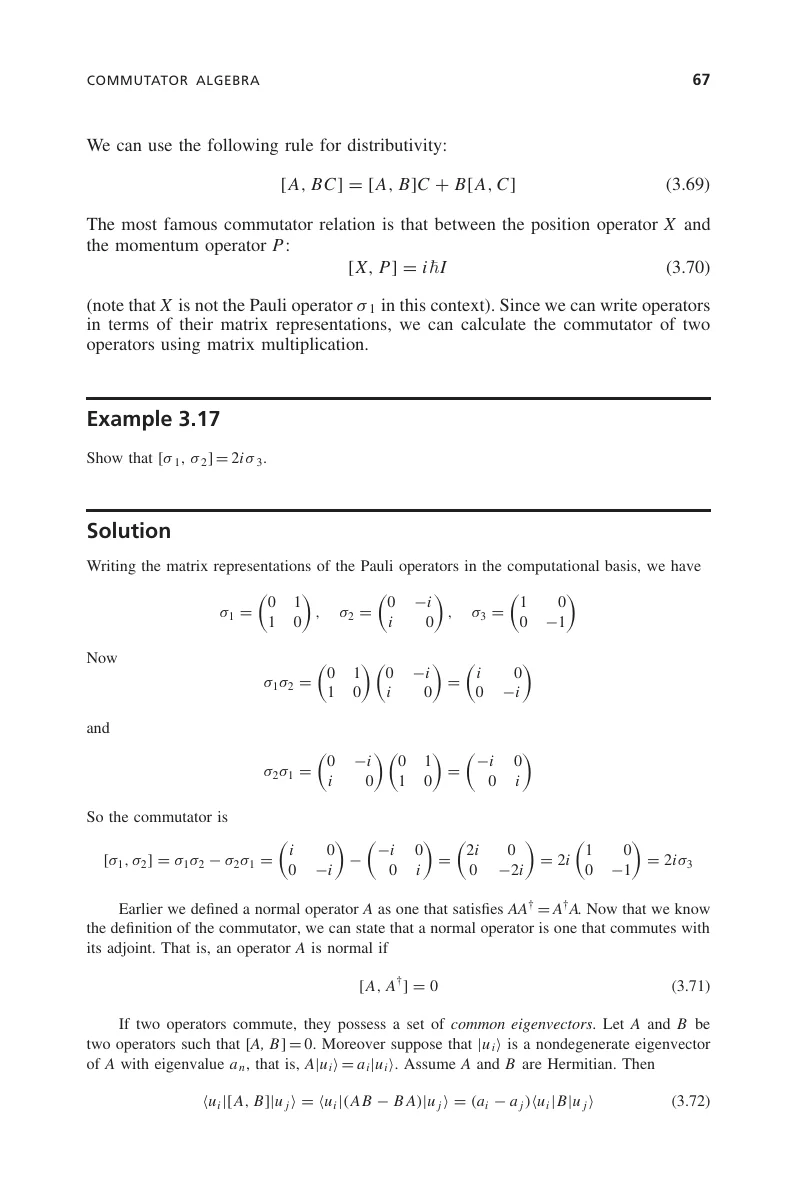 COMMUTATOR ALGEBRA 67
We can use the following rule for distributivity:
[A, BC] = [A, B]C + B[A, C] (3.69)
The most famous commutator relation is that between the position operator X and
the momentum operator P:
[X, P] = iℏI (3.70)
(note that X is not the Pauli operator σ₁ in this context). Since we can write operators
in terms of their matrix representations, we can calculate the commutator of two
operators using matrix multiplication.
Example 3.17
Show that [σ₁, σ₂] = 2iσ₃.
Solution
Writing the matrix representations of the Pauli operators in the computational basis, we have
σ₁ = (0 1; 1 0), σ₂ = (0 −i; i 0), σ₃ = (1 0; 0 −1)
Now
σ₁σ₂ = (0 1; 1 0)(0 −i; i 0) = (i 0; 0 −i)
and
σ₂σ₁ = (0 −i; i 0)(0 1; 1 0) = (−i 0; 0 i)
So the commutator is
[σ₁, σ₂] = σ₁σ₂ − σ₂σ₁ = (i 0; 0 −i) − (−i 0; 0 i) = (2i 0; 0 −2i) = 2i (1 0; 0 −1) = 2iσ₃
Earlier we defined a normal operator A as one that satisfies AA† = A†A. Now that we know
the definition of the commutator, we can state that a normal operator is one that commutes with
its adjoint. That is, an operator A is normal if
[A, A†] = 0 (3.71)
If two operators commute, they possess a set of common eigenvectors. Let A and B be
two operators such that [A, B] = 0. Moreover suppose that |uᵢ⟩ is a nondegenerate eigenvector
of A with eigenvalue aₙ, that is, A|uᵢ⟩ = aᵢ|uᵢ⟩. Assume A and B are Hermitian. Then
⟨uᵢ|[A, B]|uⱼ⟩ = ⟨uᵢ|(AB − BA)|uⱼ⟩ = (aᵢ − aⱼ)⟨uᵢ|B|uⱼ⟩ (3.72)